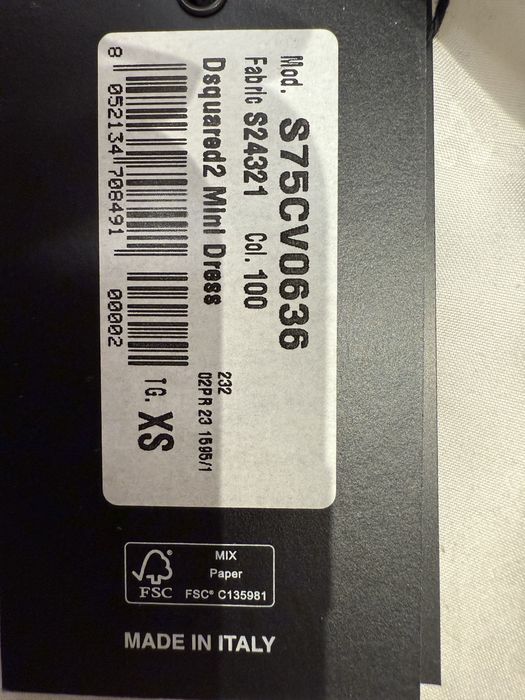 Mod. S75CV0636
Fabric S24321 Col. 100
Dsquared2 Mini Dress
232
02PR 23 1595/1
8 052134 708491
00002
TG. XS
MIX
Paper
FSC® C135981
FSC
MADE IN ITALY